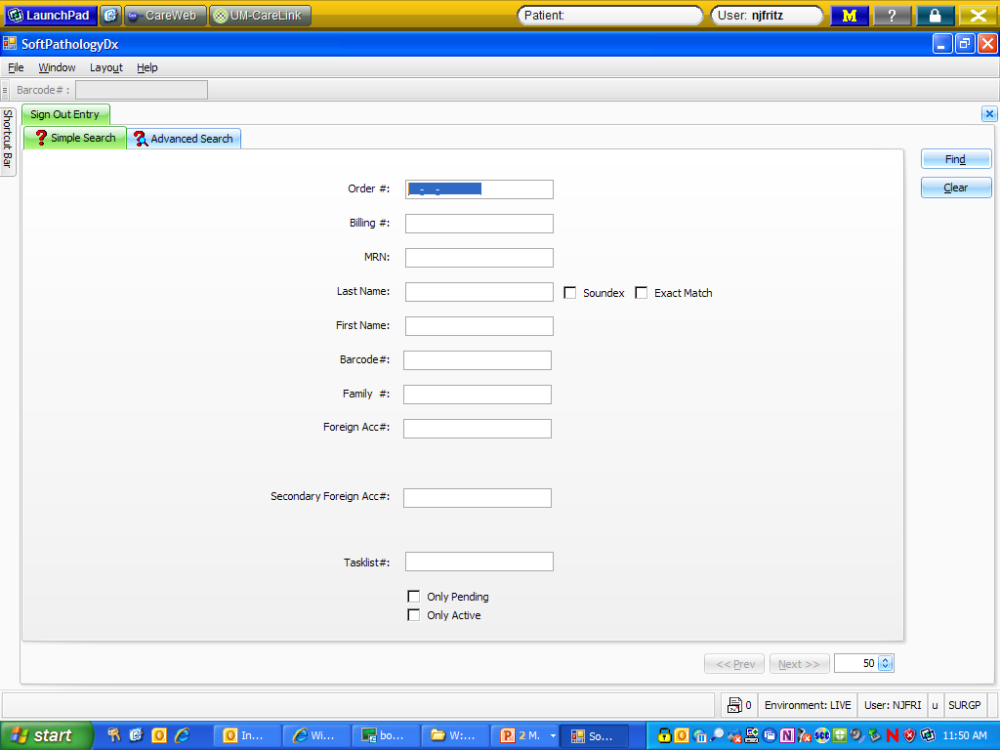 LaunchPad CareWeb UM-CareLink Patient: User: njfritz M ?
SoftPathologyDx
File Window Layout Help
Barcode# :
Shortcut Bar
Sign Out Entry
Simple Search Advanced Search
Find
Clear
Order #:
Billing #:
MRN:
Last Name: Soundex Exact Match
First Name:
Barcode#:
Family #:
Foreign Acc#:
Secondary Foreign Acc#:
Tasklist#:
Only Pending
Only Active
<< Prev Next >> 50
0 Environment: LIVE User: NJFRI u SURGP
start In... Wi... bo... W:... 2 M. So... 11:50 AM